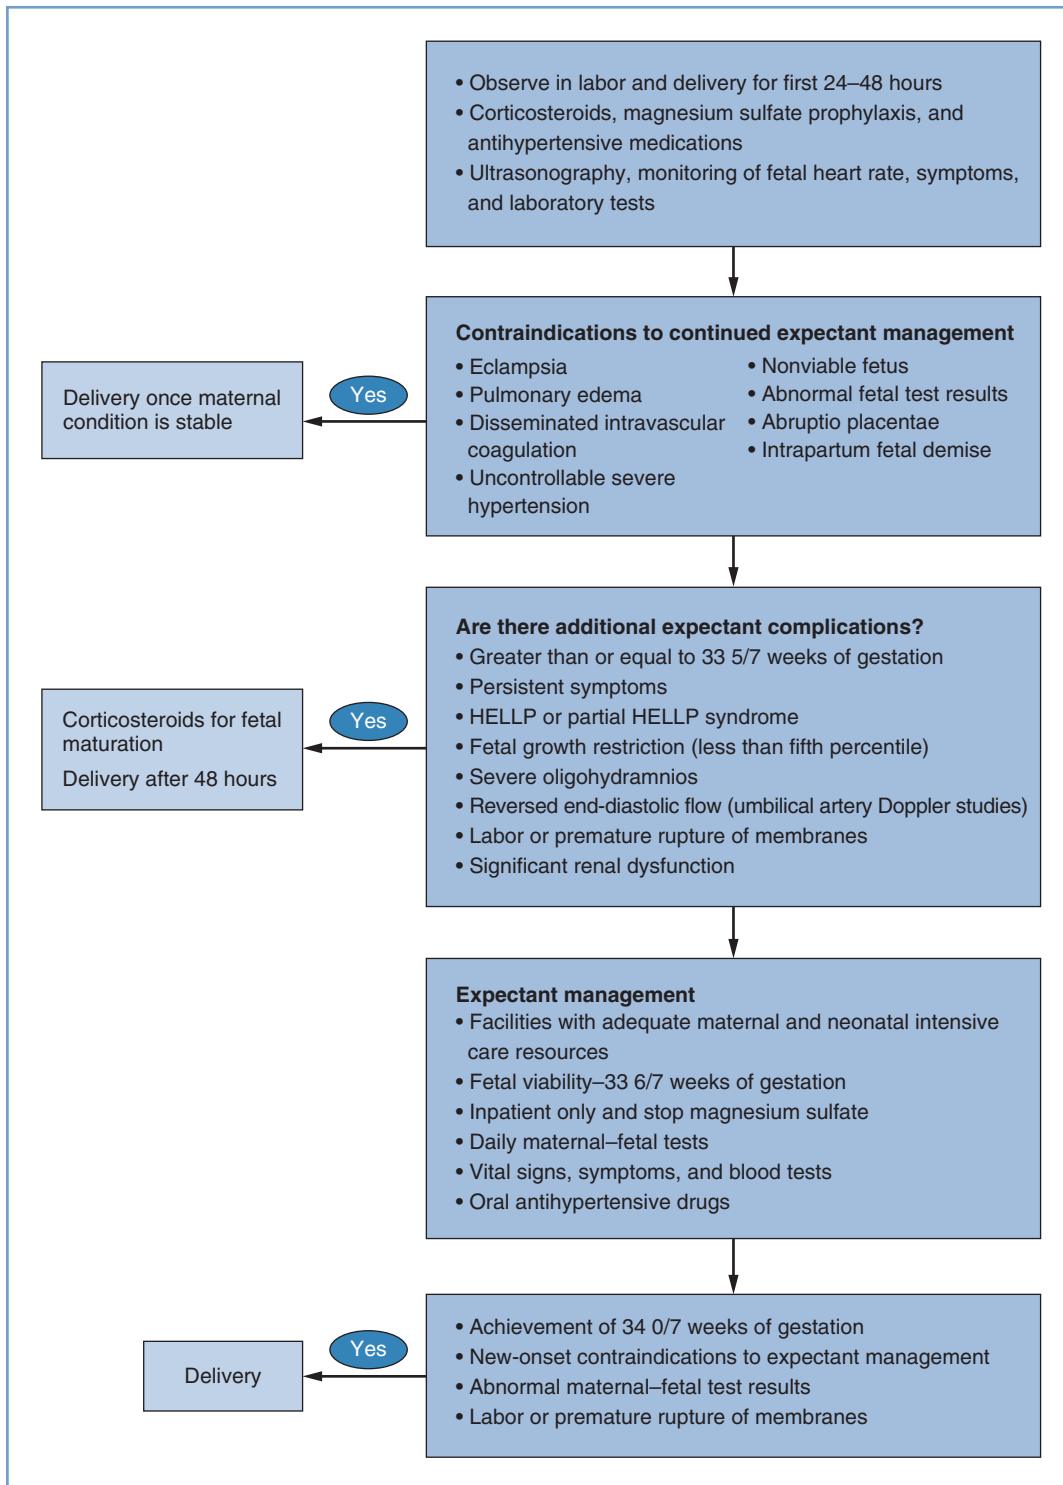 • Observe in labor and delivery for first 24–48 hours
• Corticosteroids, magnesium sulfate prophylaxis, and
antihypertensive medications
• Ultrasonography, monitoring of fetal heart rate, symptoms,
and laboratory tests
Contraindications to continued expectant management
• Eclampsia
• Pulmonary edema
• Disseminated intravascular
coagulation
• Uncontrollable severe
hypertension
• Nonviable fetus
• Abnormal fetal test results
• Abruptio placentae
• Intrapartum fetal demise
Yes
Delivery once maternal
condition is stable
Are there additional expectant complications?
• Greater than or equal to 33 5/7 weeks of gestation
• Persistent symptoms
• HELLP or partial HELLP syndrome
• Fetal growth restriction (less than fifth percentile)
• Severe oligohydramnios
• Reversed end-diastolic flow (umbilical artery Doppler studies)
• Labor or premature rupture of membranes
• Significant renal dysfunction
Yes
Corticosteroids for fetal
maturation
Delivery after 48 hours
Expectant management
• Facilities with adequate maternal and neonatal intensive
care resources
• Fetal viability–33 6/7 weeks of gestation
• Inpatient only and stop magnesium sulfate
• Daily maternal–fetal tests
• Vital signs, symptoms, and blood tests
• Oral antihypertensive drugs
• Achievement of 34 0/7 weeks of gestation
• New-onset contraindications to expectant management
• Abnormal maternal–fetal test results
• Labor or premature rupture of membranes
Yes
Delivery